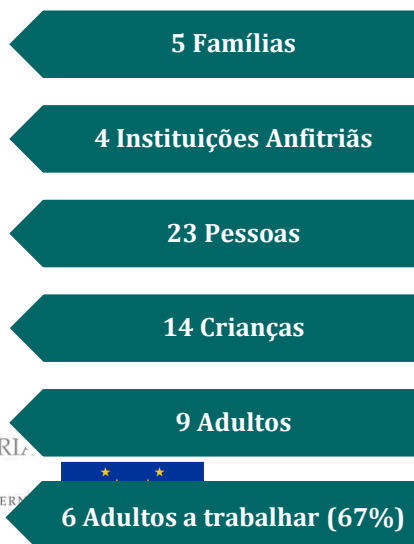 5 Famílias
4 Instituições Anfitriãs
23 Pessoas
14 Crianças
9 Adultos
6 Adultos a trabalhar (67%)